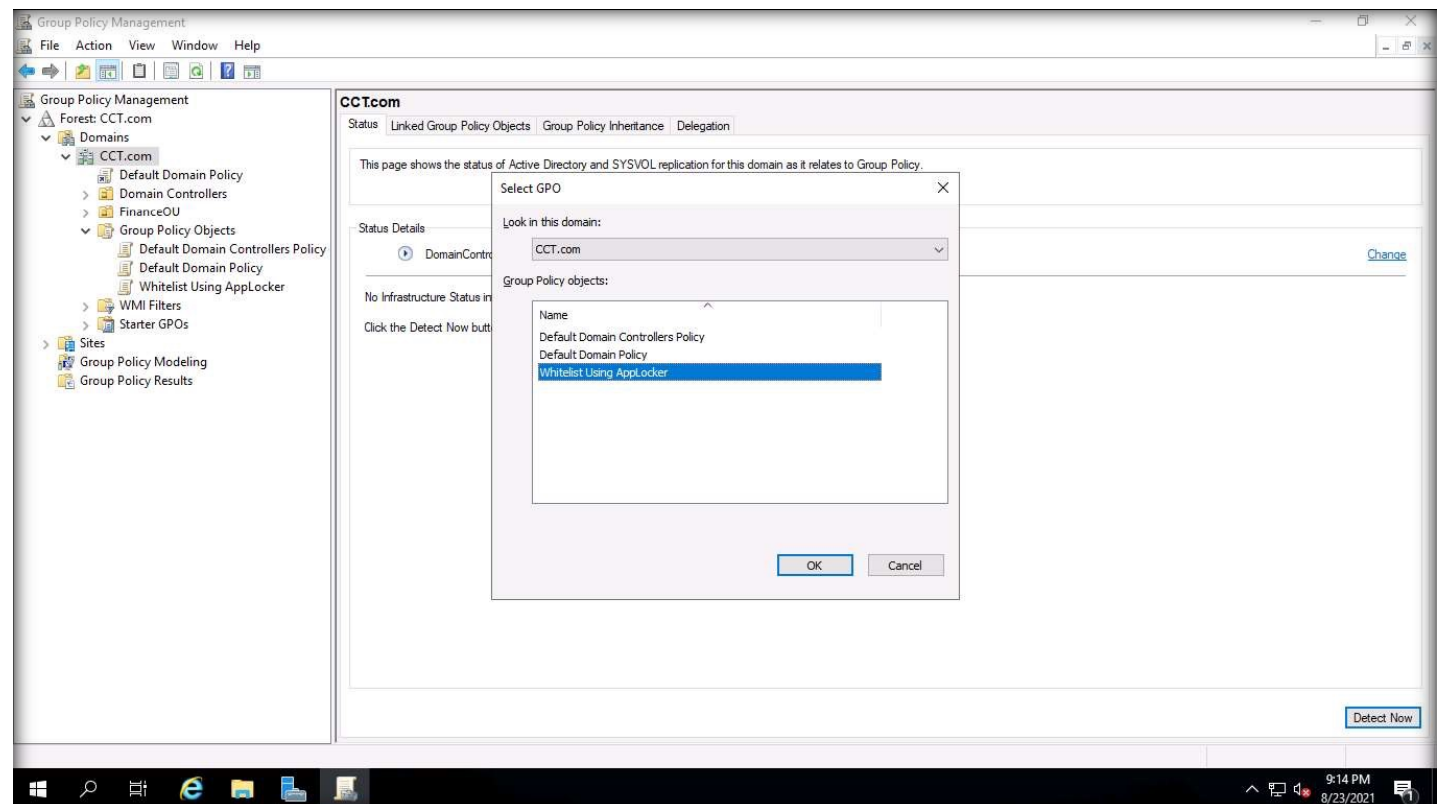 Group Policy Management
File Action View Window Help
Group Policy Management
Forest: CCT.com
Domains
CCT.com
Default Domain Policy
Domain Controllers
FinanceOU
Group Policy Objects
Default Domain Controllers Policy
Default Domain Policy
Whitelist Using AppLocker
WMI Filters
Starter GPOs
Sites
Group Policy Modeling
Group Policy Results
CCT.com
Status Linked Group Policy Objects Group Policy Inheritance Delegation
This page shows the status of Active Directory and SYSVOL replication for this domain as it relates to Group Policy.
Status Details
DomainContro
Change
No Infrastructure Status in
Click the Detect Now butt
Select GPO
Look in this domain:
CCT.com
Group Policy objects:
Name
Default Domain Controllers Policy
Default Domain Policy
Whitelist Using AppLocker
OK Cancel
Detect Now
9:14 PM
8/23/2021
1